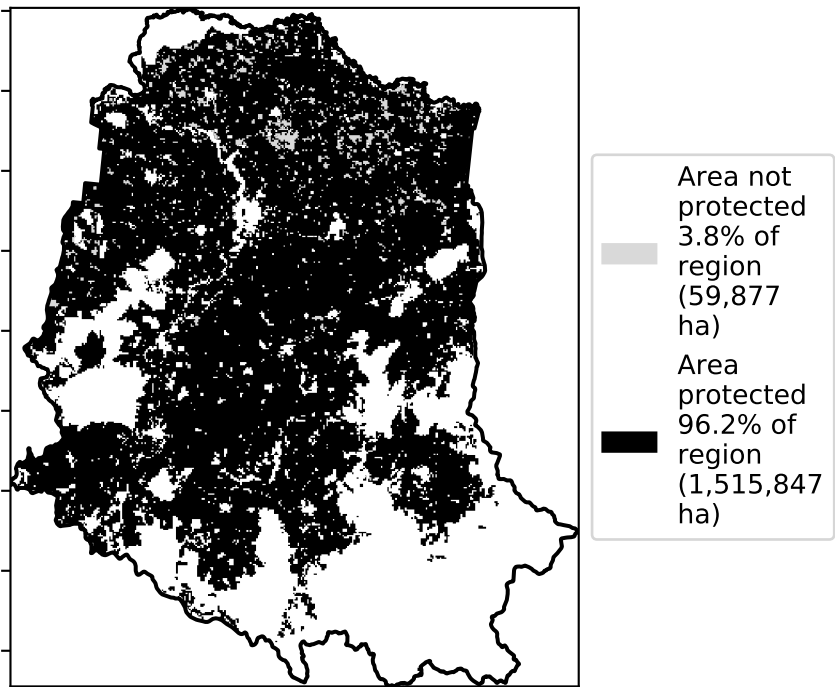 Area not
protected
3.8% of
region
(59,877
ha)
Area
protected
96.2% of
region
(1,515,847
ha)